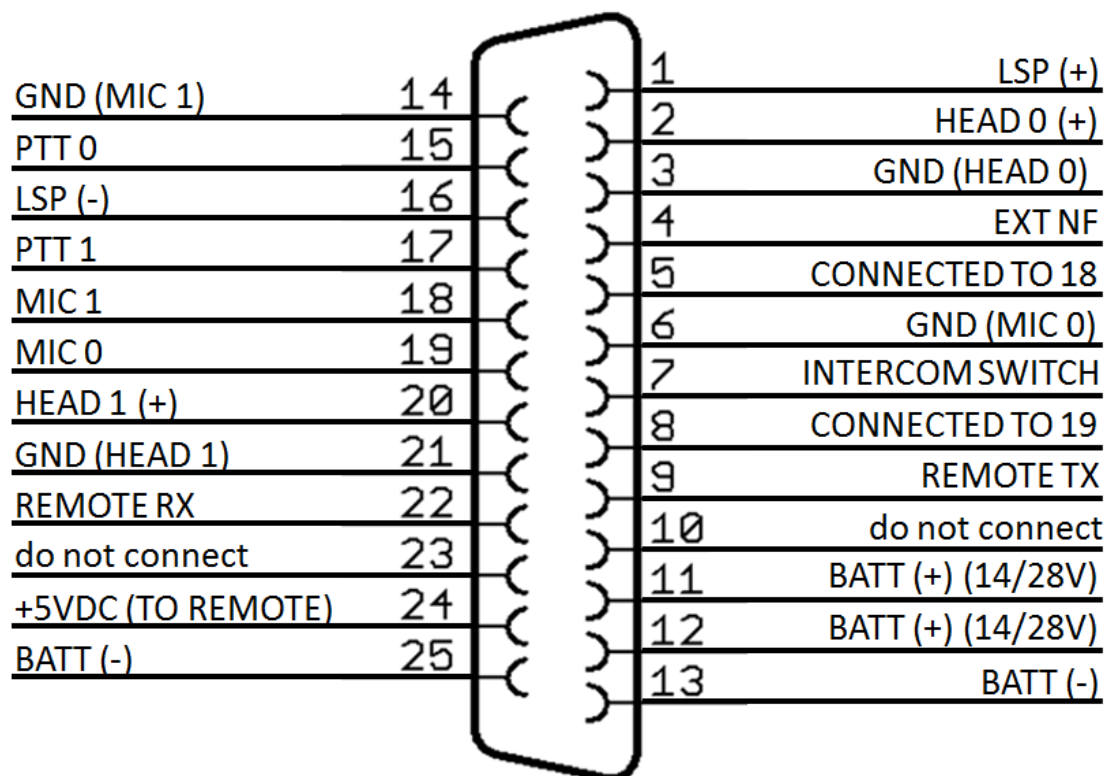 GND (MIC 1) 14
PTT 0 15
LSP (-) 16
PTT 1 17
MIC 1 18
MIC 0 19
HEAD 1 (+) 20
GND (HEAD 1) 21
REMOTE RX 22
do not connect 23
+5VDC (TO REMOTE) 24
BATT (-) 25
1 LSP (+)
2 HEAD 0 (+)
3 GND (HEAD 0)
4 EXT NF
5 CONNECTED TO 18
6 GND (MIC 0)
7 INTERCOM SWITCH
8 CONNECTED TO 19
9 REMOTE TX
10 do not connect
11 BATT (+) (14/28V)
12 BATT (+) (14/28V)
13 BATT (-)